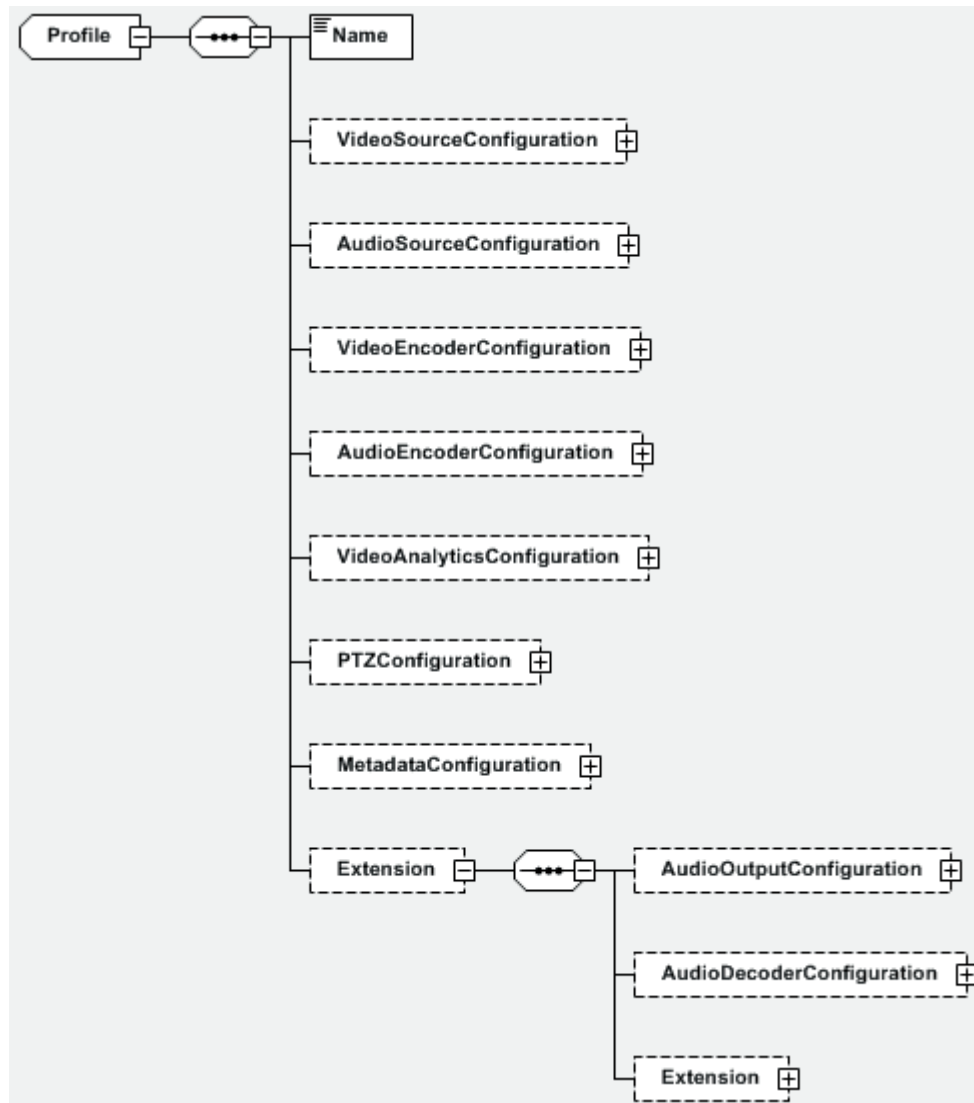 Profile
Name
VideoSourceConfiguration
AudioSourceConfiguration
VideoEncoderConfiguration
AudioEncoderConfiguration
VideoAnalyticsConfiguration
PTZConfiguration
MetadataConfiguration
Extension
AudioOutputConfiguration
AudioDecoderConfiguration
Extension